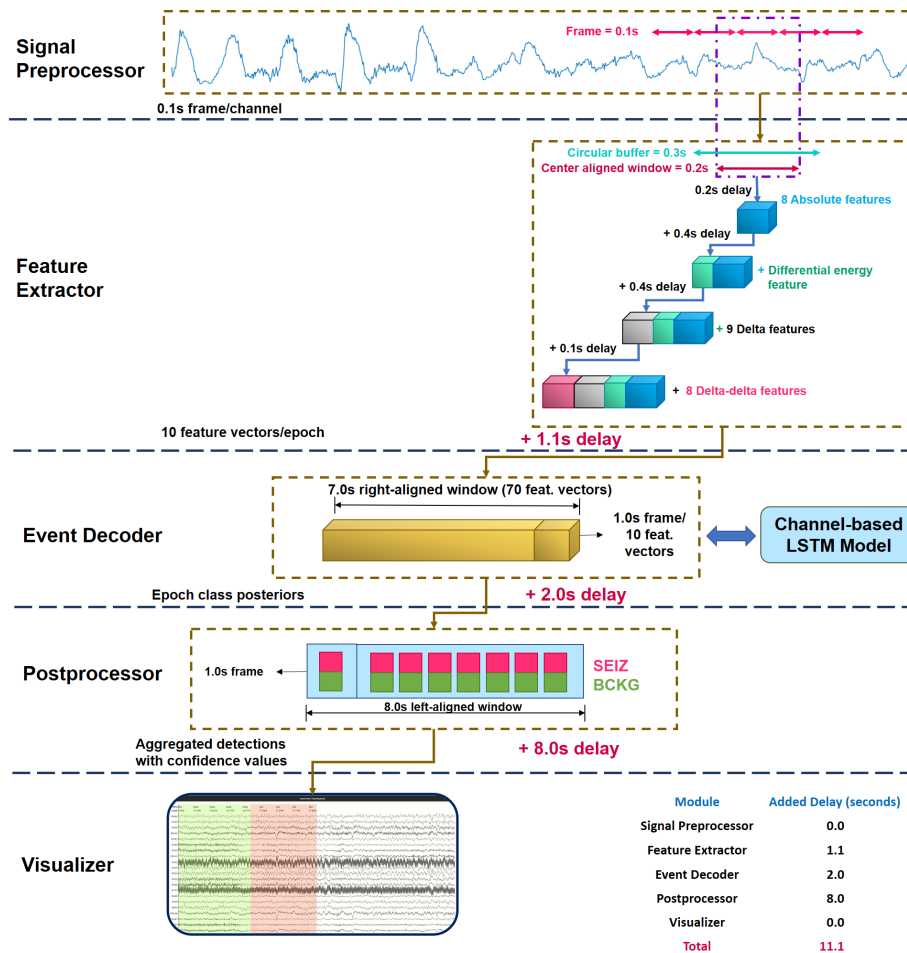 Signal
Preprocessor
Frame = 0.1s
0.1s frame/channel
Feature
Extractor
Circular buffer = 0.3s
Center aligned window = 0.2s
0.2s delay
8 Absolute features
+ 0.4s delay
+ Differential energy
feature
+ 0.4s delay
+ 9 Delta features
+ 0.1s delay
+ 8 Delta-delta features
10 feature vectors/epoch
+ 1.1s delay
Event Decoder
7.0s right-aligned window (70 feat. vectors)
1.0s frame/
10 feat.
vectors
Channel-based
LSTM Model
Epoch class posteriors
+ 2.0s delay
Postprocessor
1.0s frame
SEIZ
BCKG
8.0s left-aligned window
Aggregated detections
with confidence values
+ 8.0s delay
Visualizer
Module Added Delay (seconds)
Signal Preprocessor 0.0
Feature Extractor 1.1
Event Decoder 2.0
Postprocessor 8.0
Visualizer 0.0
Total 11.1